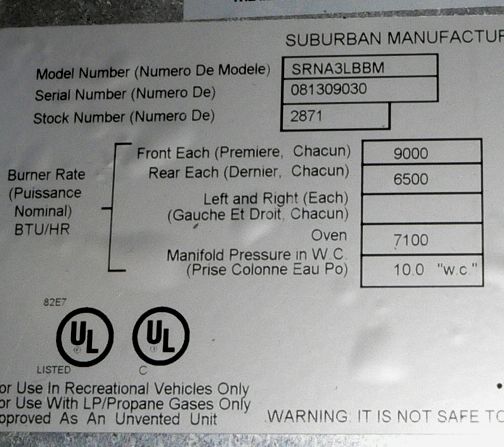 SUBURBAN MANUFACTUR
Model Number (Numero De Modele) SRNA3LBBM
Serial Number (Numero De) 081309030
Stock Number (Numero De) 2871
Burner Rate
(Puissance
Nominal)
BTU/HR
Front Each (Premiere, Chacun) 9000
Rear Each (Dernier, Chacun) 6500
Left and Right (Each)
(Gauche Et Droit, Chacun)
Oven 7100
Manifold Pressure in W C.
(Prise Colonne Eau Po) 10.0 "w.c."
82E7
UL UL
LISTED C
or Use In Recreational Vehicles Only
or Use With LP/Propane Gases Only
pproved As An Unvented Unit
WARNING: IT IS NOT SAFE TO